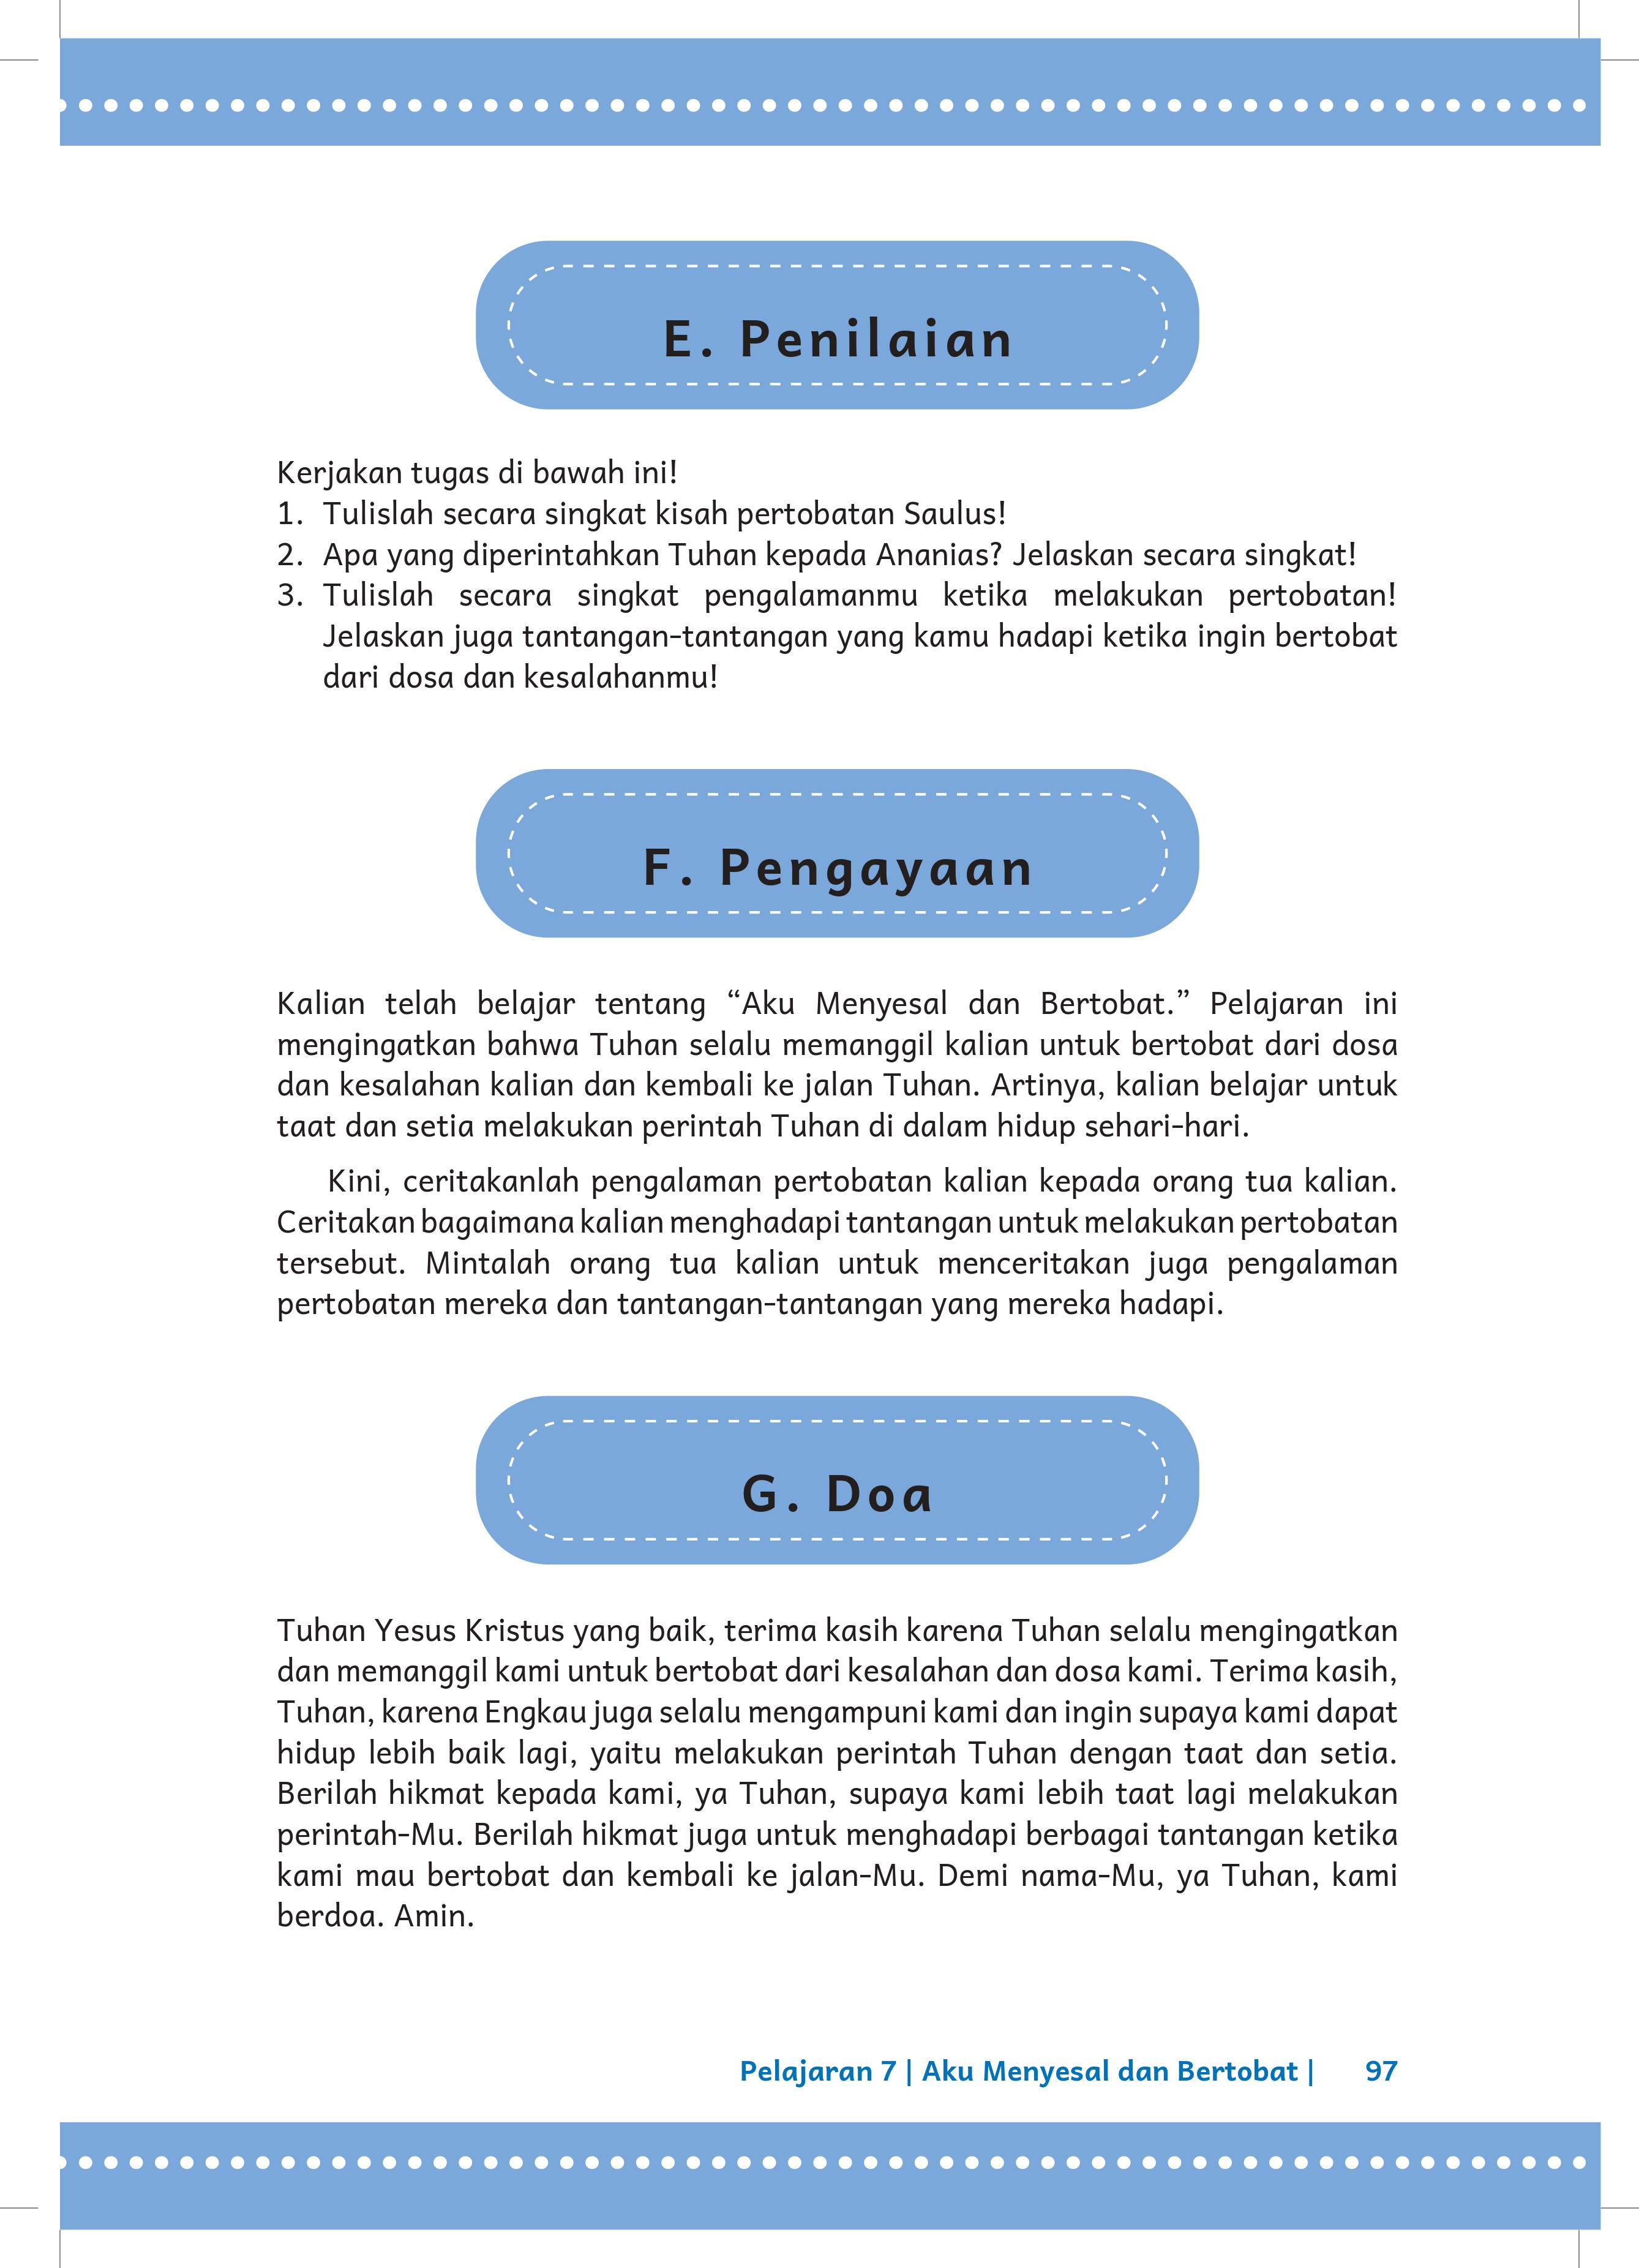 E. Penilaian
Kerjakan tugas di bawah ini!
1. Tulislah secara singkat kisah pertobatan Saulus!
2. Apa yang diperintahkan Tuhan kepada Ananias? Jelaskan secara singkat!
3. Tulislah secara singkat pengalamanmu ketika melakukan pertobatan!
Jelaskan juga tantangan-tantangan yang kamu hadapi ketika ingin bertobat
dari dosa dan kesalahanmu!
F. Pengayaan
Kalian telah belajar tentang “Aku Menyesal dan Bertobat.” Pelajaran ini
mengingatkan bahwa Tuhan selalu memanggil kalian untuk bertobat dari dosa
dan kesalahan kalian dan kembali ke jalan Tuhan. Artinya, kalian belajar untuk
taat dan setia melakukan perintah Tuhan di dalam hidup sehari-hari.
Kini, ceritakanlah pengalaman pertobatan kalian kepada orang tua kalian.
Ceritakan bagaimana kalian menghadapi tantangan untuk melakukan pertobatan
tersebut. Mintalah orang tua kalian untuk menceritakan juga pengalaman
pertobatan mereka dan tantangan-tantangan yang mereka hadapi.
G. Doa
Tuhan Yesus Kristus yang baik, terima kasih karena Tuhan selalu mengingatkan
dan memanggil kami untuk bertobat dari kesalahan dan dosa kami. Terima kasih,
Tuhan, karena Engkau juga selalu mengampuni kami dan ingin supaya kami dapat
hidup lebih baik lagi, yaitu melakukan perintah Tuhan dengan taat dan setia.
Berilah hikmat kepada kami, ya Tuhan, supaya kami lebih taat lagi melakukan
perintah-Mu. Berilah hikmat juga untuk menghadapi berbagai tantangan ketika
kami mau bertobat dan kembali ke jalan-Mu. Demi nama-Mu, ya Tuhan, kami
berdoa. Amin.
Pelajaran 7 | Aku Menyesal dan Bertobat | 97